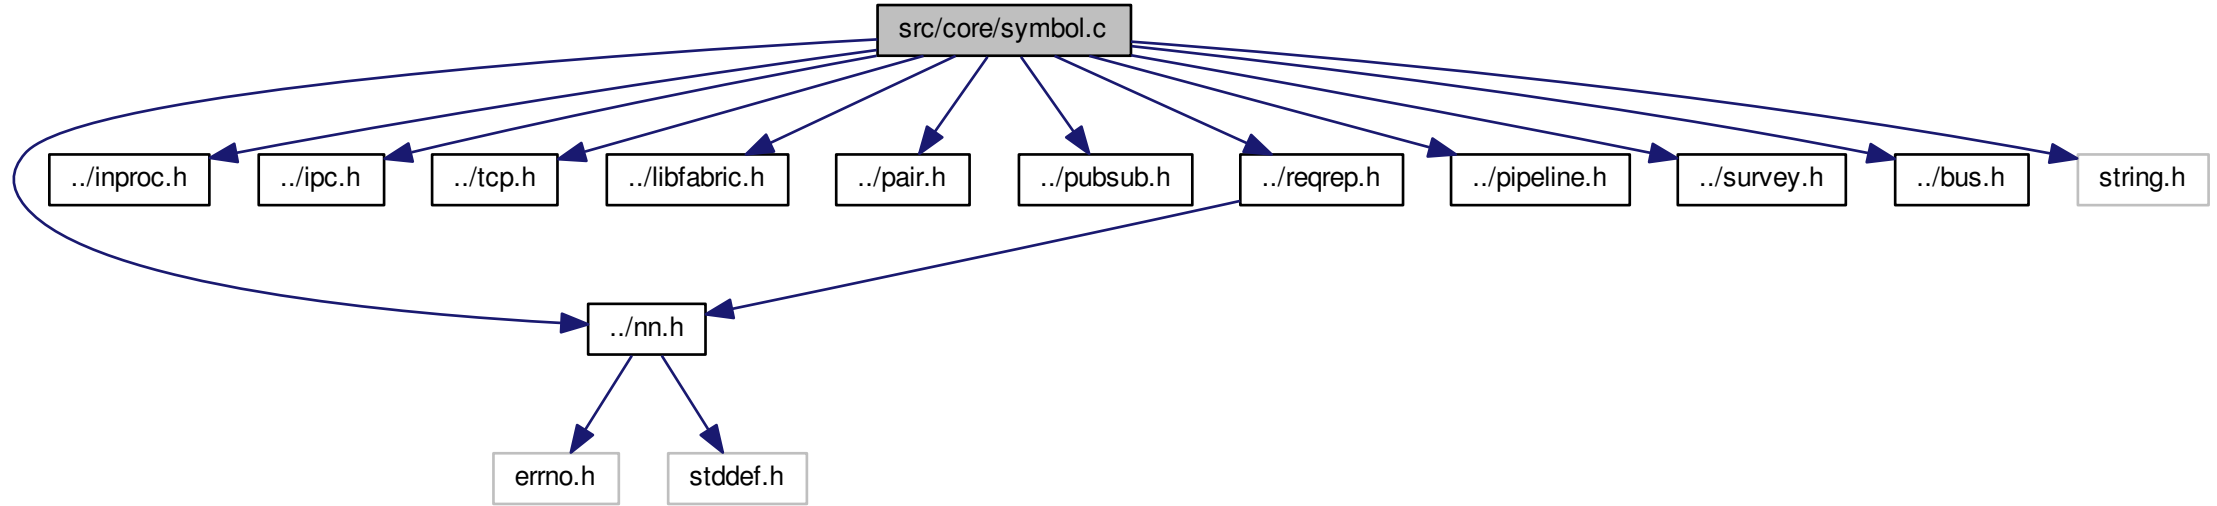 src/core/symbol.c
../inproc.h
../ipc.h
../tcp.h
../libfabric.h
../pair.h
../pubsub.h
../reqrep.h
../pipeline.h
../survey.h
../bus.h
string.h
../nn.h
errno.h
stddef.h